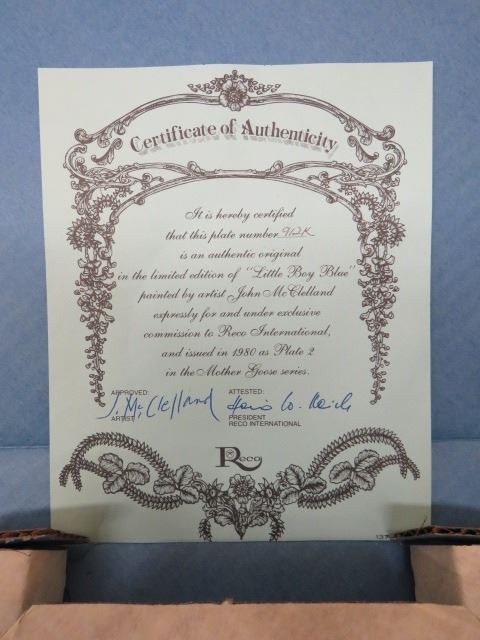 Certificate of Authenticity
It is hereby certified
that this plate number 912K
is an authentic original
in the limited edition of "Little Boy Blue"
painted by artist John McClelland
expressly for and under exclusive
commission to Reco International,
and issued in 1980 as Plate 2
in the Mother Goose series.
APPROVED: ATTESTED:
J. McClelland
ARTIST PRESIDENT
RECO INTERNATIONAL
Reco